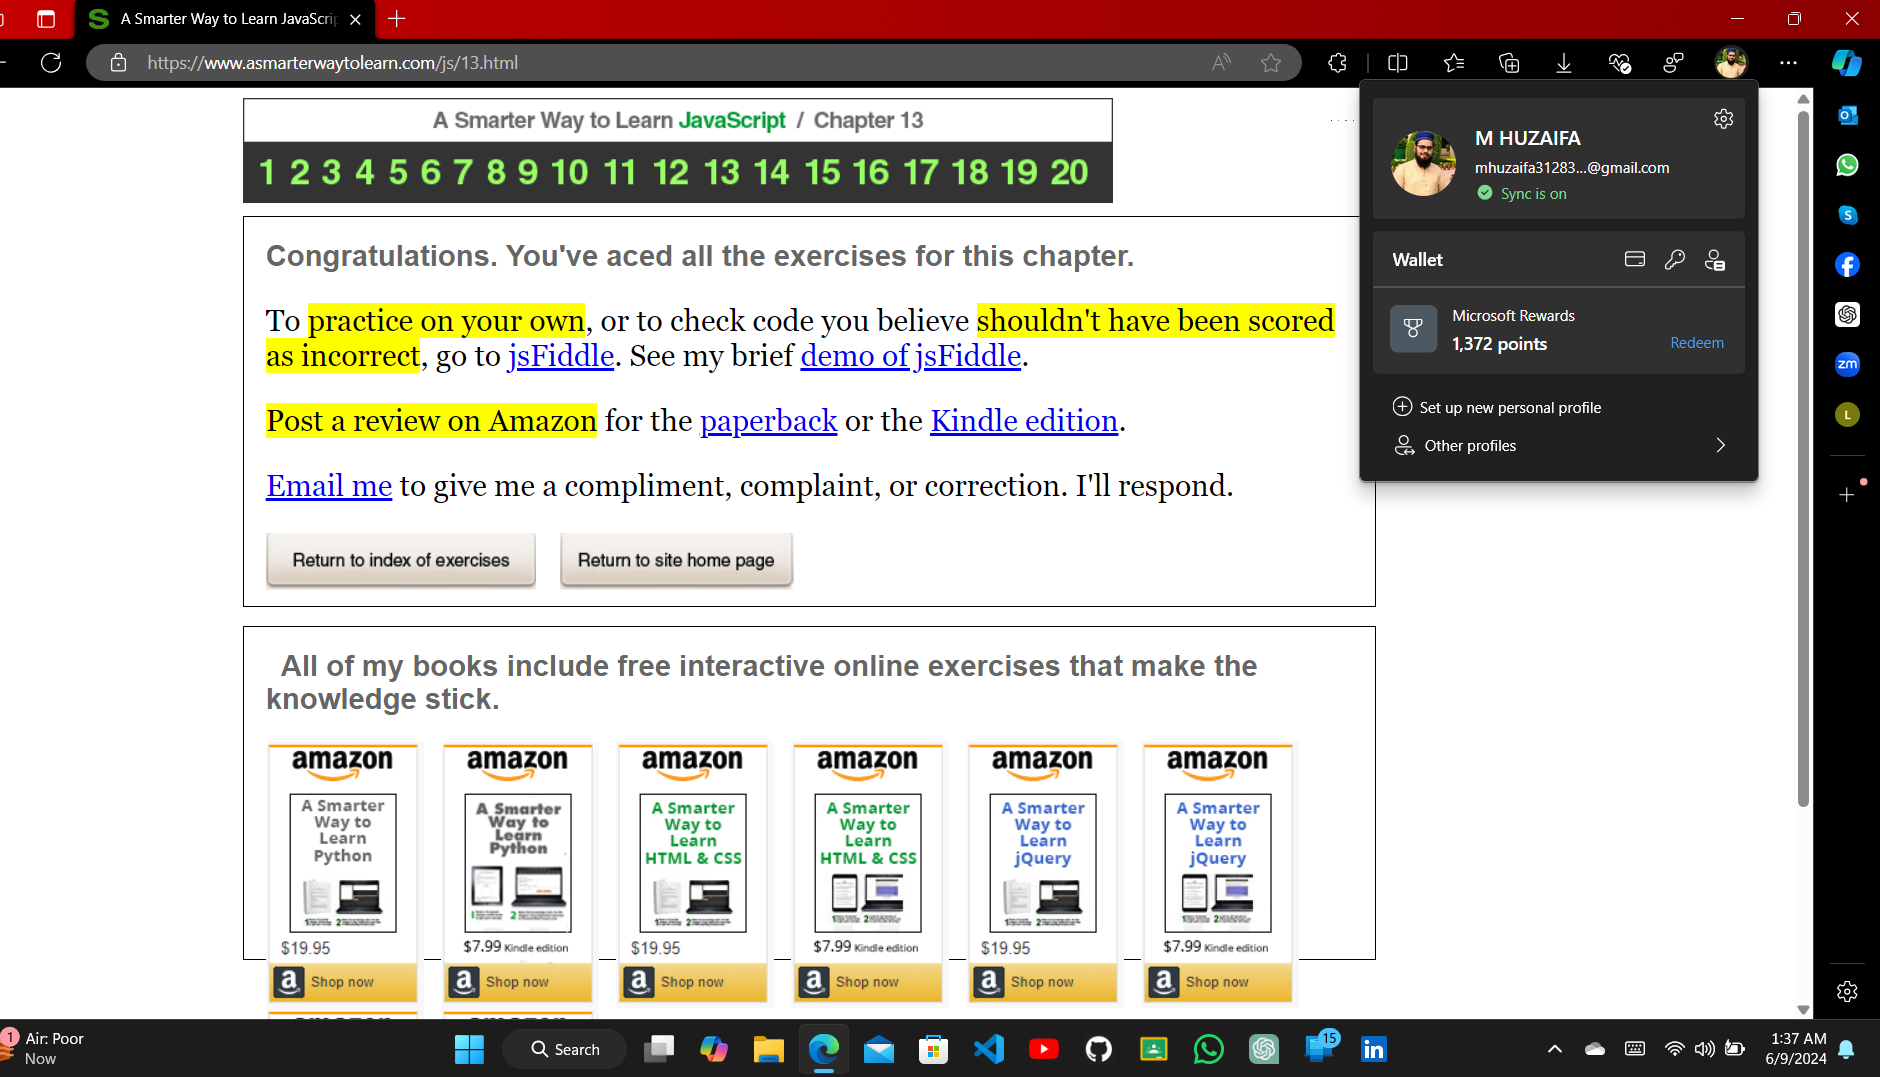 A Smarter Way to Learn JavaScrip
https://www.asmarterwaytolearn.com/js/13.html
A Smarter Way to Learn JavaScript / Chapter 13
1 2 3 4 5 6 7 8 9 10 11 12 13 14 15 16 17 18 19 20
M HUZAIFA
mhuzaifa31283...@gmail.com
Sync is on
Wallet
Microsoft Rewards
1,372 points
Redeem
Set up new personal profile
Other profiles
Congratulations. You've aced all the exercises for this chapter.
To practice on your own, or to check code you believe shouldn't have been scored
as incorrect, go to jsFiddle. See my brief demo of jsFiddle.
Post a review on Amazon for the paperback or the Kindle edition.
Email me to give me a compliment, complaint, or correction. I'll respond.
Return to index of exercises
Return to site home page
All of my books include free interactive online exercises that make the
knowledge stick.
amazon amazon amazon amazon amazon amazon
A Smarter
Way to
Learn
Python
A Smarter
Way to
Learn
Python
A Smarter
Way to
Learn
HTML & CSS
A Smarter
Way to
Learn
HTML & CSS
A Smarter
Way to
Learn
jQuery
A Smarter
Way to
Learn
jQuery
$19.95 $7.99 Kindle edition $19.95 $7.99 Kindle edition $19.95 $7.99 Kindle edition
a Shop now a Shop now a Shop now a Shop now a Shop now a Shop now
zm
L
1
Air: Poor
Now
Search
15
in
1:37 AM
6/9/2024